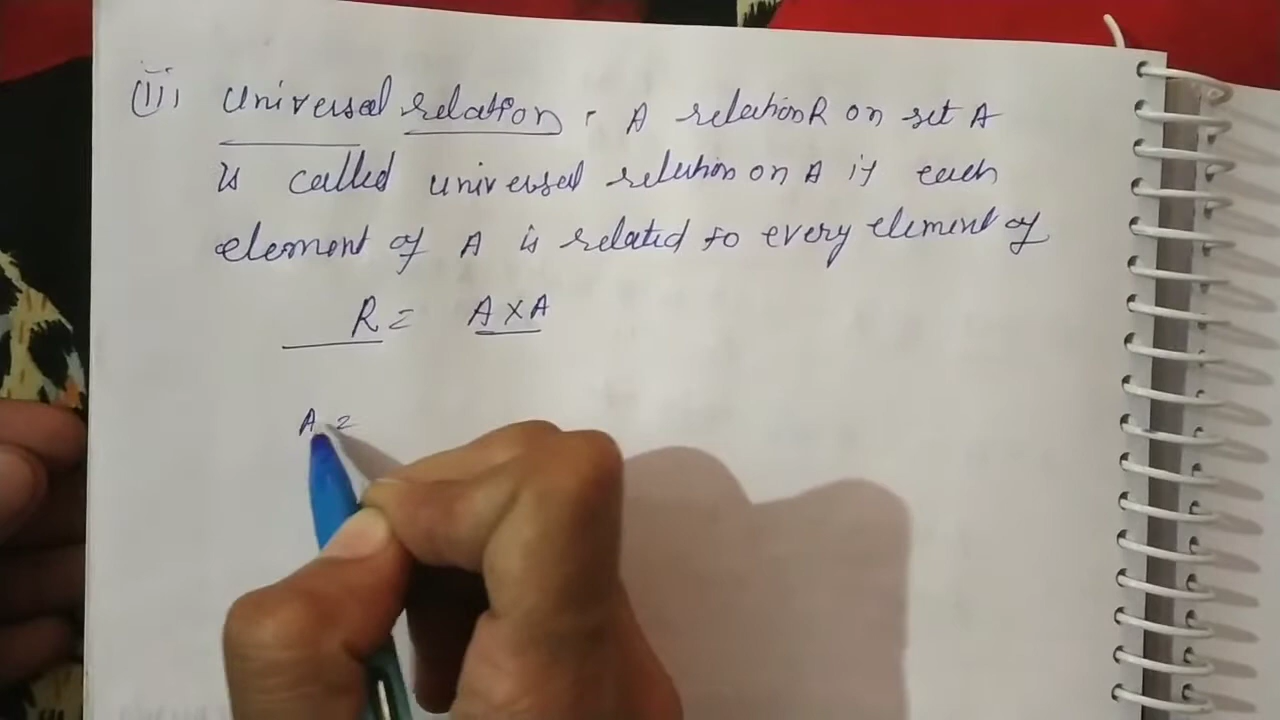 (ii) Universal relation : A relation R on set A
is called universal relation on A if each
element of A is related to every element of
R = A × A
A =